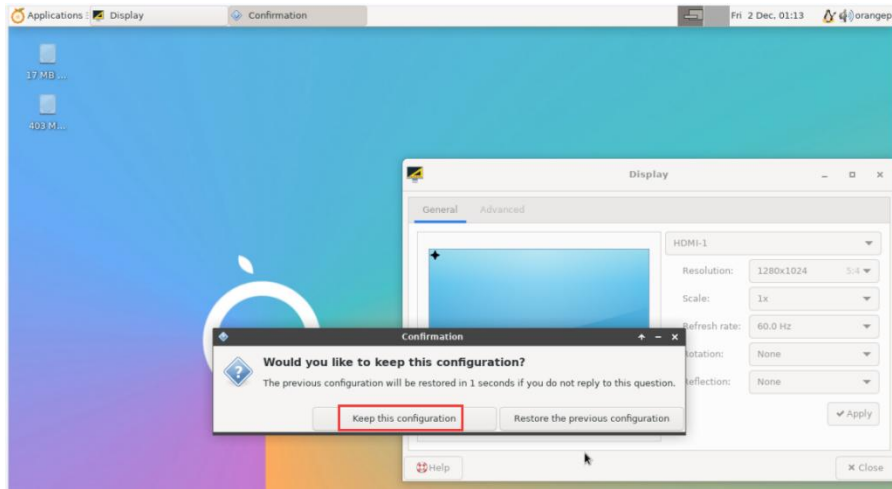 Applications
Display
Confirmation
Fri 2 Dec, 01:13
orangep
17 MB ...
403 M...
Display
General
Advanced
HDMI-1
Resolution:
1280x1024
5:4
Scale:
1x
Refresh rate:
60.0 Hz
Rotation:
None
Reflection:
None
Apply
Help
Close
Confirmation
Would you like to keep this configuration?
The previous configuration will be restored in 1 seconds if you do not reply to this question.
Keep this configuration
Restore the previous configuration